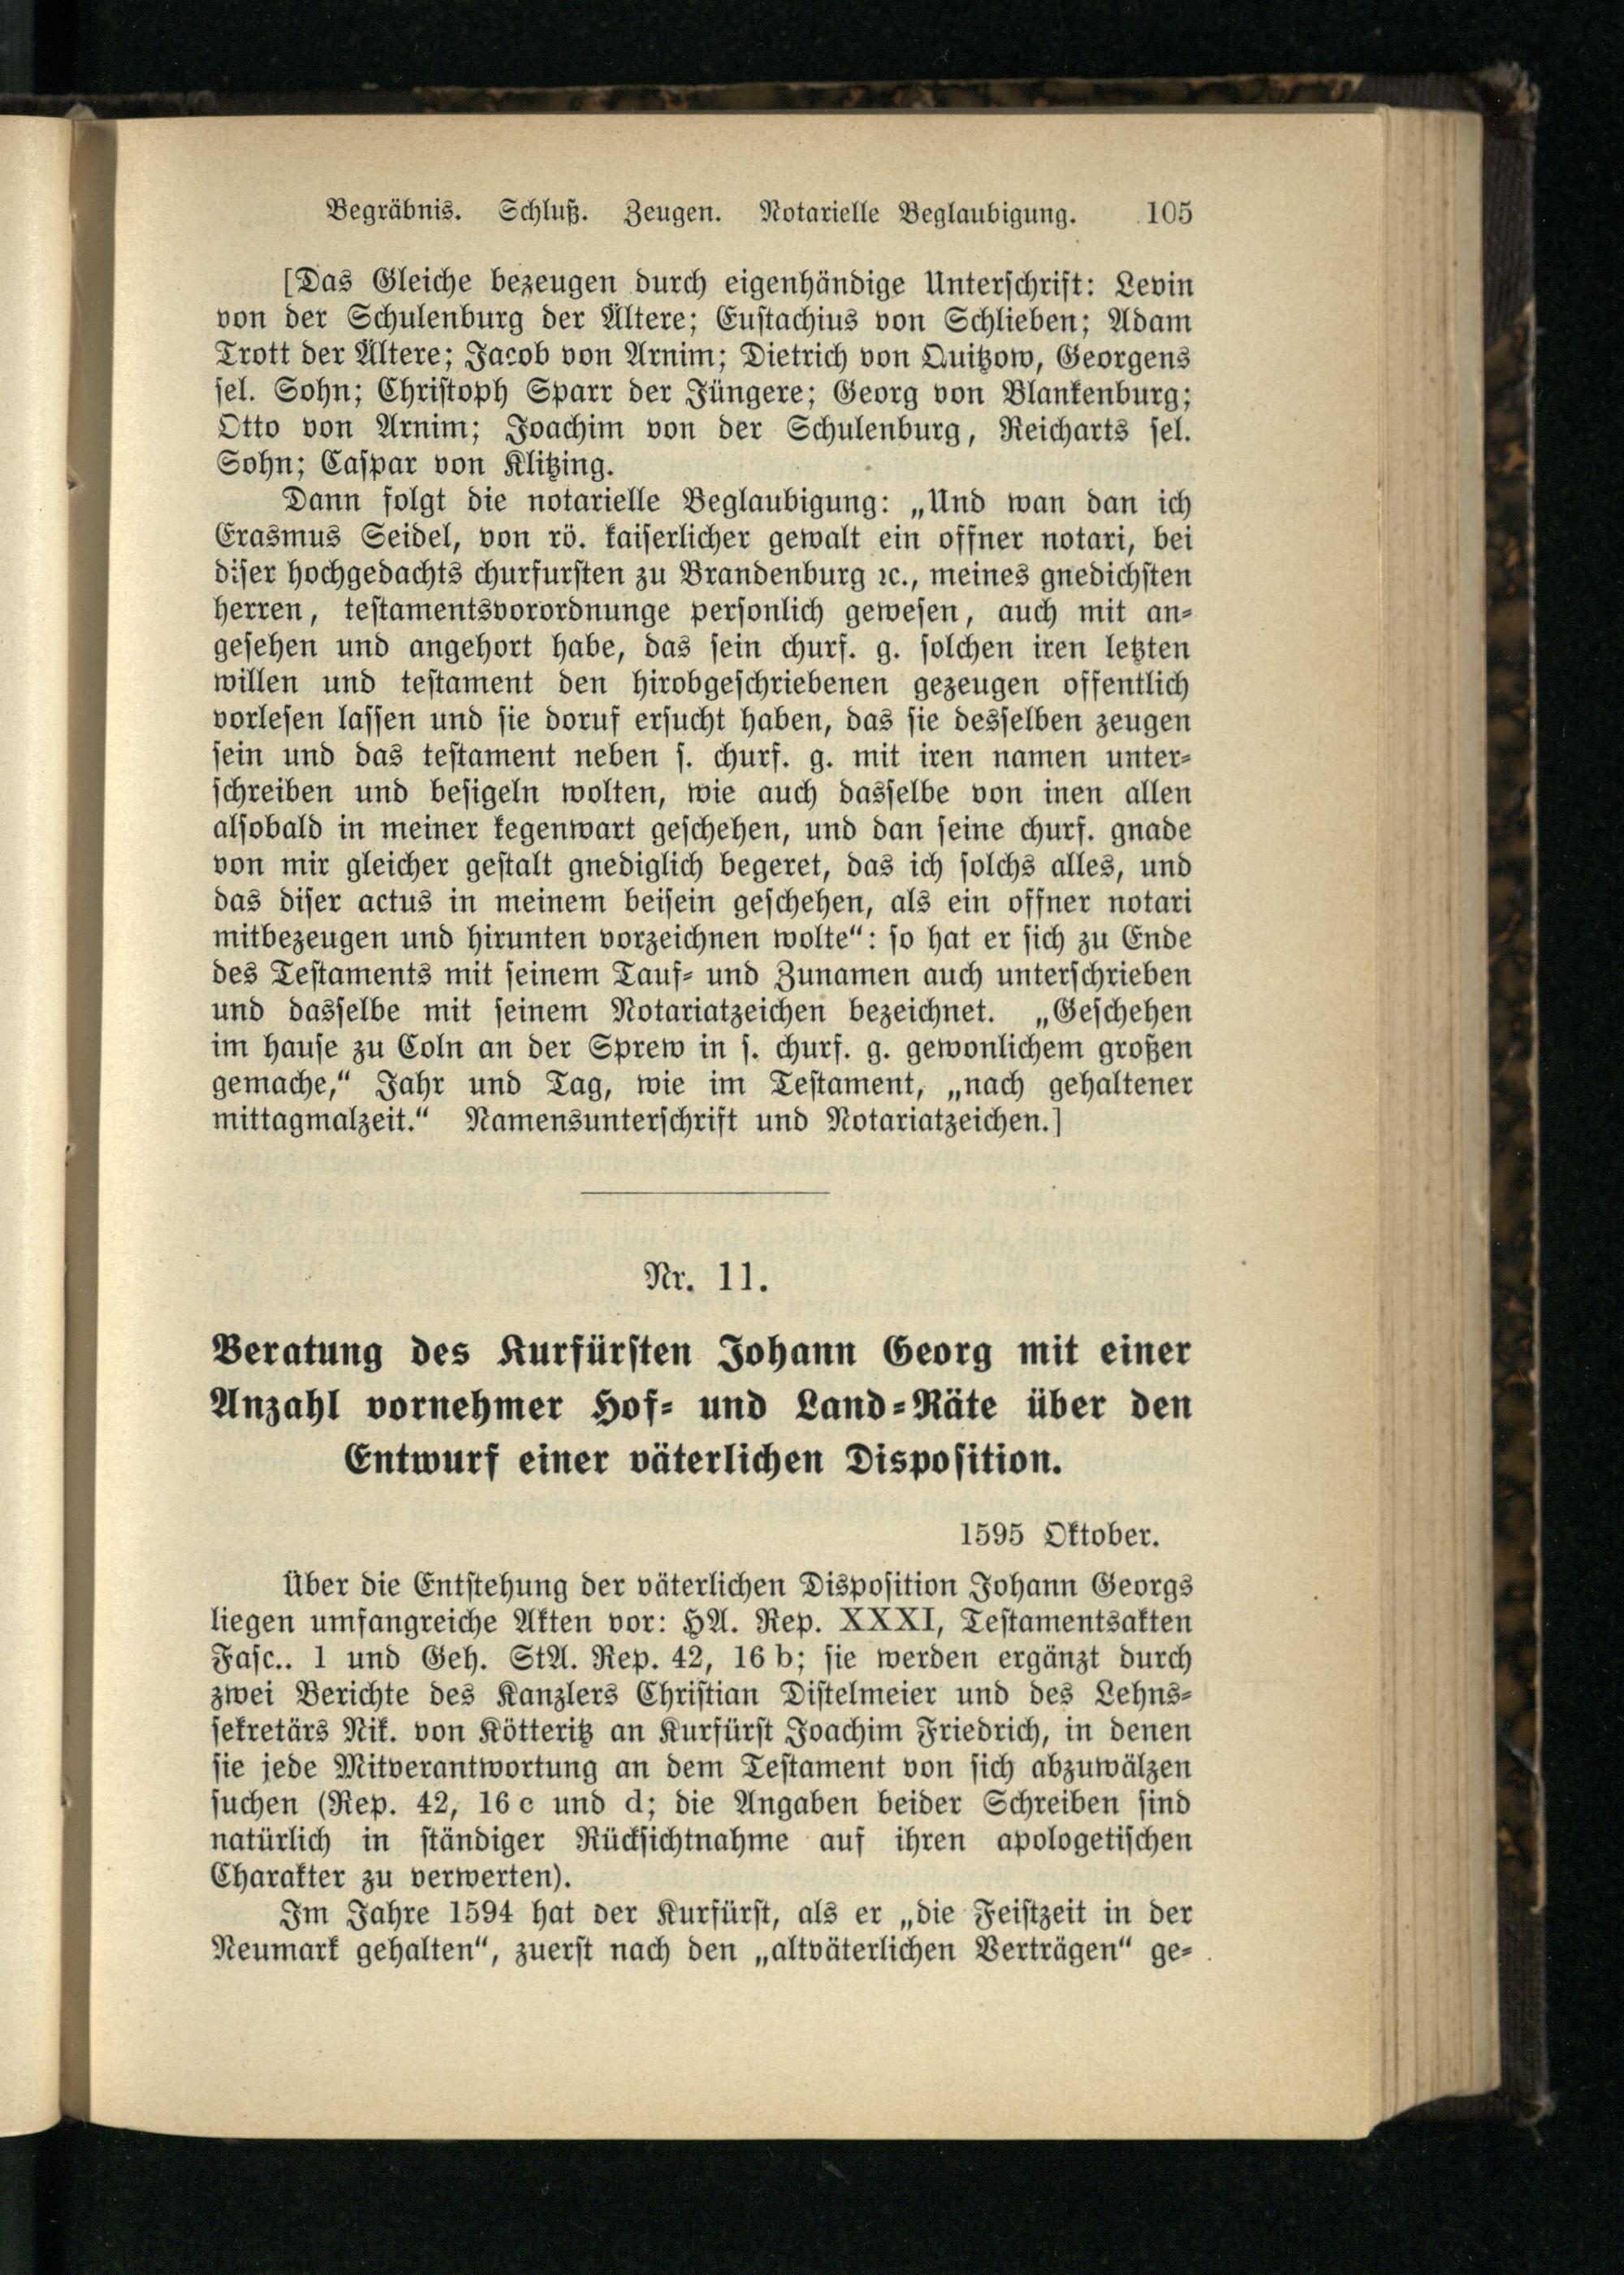 Begräbnis. Schluß. Zeugen. Notarielle Beglaubigung. 105
[Das Gleiche bezeugen durch eigenhändige Unterschrift: Levin
von der Schulenburg der Ältere; Eustachius von Schlieben; Adam
Trott der Ältere; Jacob von Arnim; Dietrich von Quitzow, Georgens
sel. Sohn; Christoph Sparr der Jüngere; Georg von Blankenburg;
Otto von Arnim; Joachim von der Schulenburg, Reicharts sel.
Sohn; Caspar von Klitzing.
Dann folgt die notarielle Beglaubigung: „Und wan dan ich
Erasmus Seidel, von rö. kaiserlicher gewalt ein offner notari, bei
diser hochgedachts churfursten zu Brandenburg ꝛc., meines gnedichsten
herren, testamentsvorordnunge personlich gewesen, auch mit an-
gesehen und angehort habe, das sein churf. g. solchen iren letzten
willen und testament den hirobgeschriebenen gezeugen offentlich
vorlesen lassen und sie doruf ersucht haben, das sie desselben zeugen
sein und das testament neben s. churf. g. mit iren namen unter-
schreiben und besigeln wolten, wie auch dasselbe von inen allen
alsobald in meiner kegenwart geschehen, und dan seine churf. gnade
von mir gleicher gestalt gnediglich begeret, das ich solchs alles, und
das diser actus in meinem beisein geschehen, als ein offner notari
mitbezeugen und hirunten vorzeichnen wolte“: so hat er sich zu Ende
des Testaments mit seinem Tauf- und Zunamen auch unterschrieben
und dasselbe mit seinem Notariatzeichen bezeichnet. „Geschehen
im hause zu Coln an der Sprew in s. churf. g. gewonlichem großen
gemache,“ Jahr und Tag, wie im Testament, „nach gehaltener
mittagmalzeit.“ Namensunterschrift und Notariatzeichen.]
Nr. 11.
Beratung des Kurfürsten Johann Georg mit einer
Anzahl vornehmer Hof- und Land-Räte über den
Entwurf einer väterlichen Disposition.
1595 Oktober.
Über die Entstehung der väterlichen Disposition Johann Georgs
liegen umfangreiche Akten vor: HA. Rep. XXXI, Testamentsakten
Fasc.. 1 und Geh. StA. Rep. 42, 16 b; sie werden ergänzt durch
zwei Berichte des Kanzlers Christian Distelmeier und des Lehns-
sekretärs Nik. von Kötteritz an Kurfürst Joachim Friedrich, in denen
sie jede Mitverantwortung an dem Testament von sich abzuwälzen
suchen (Rep. 42, 16 c und d; die Angaben beider Schreiben sind
natürlich in ständiger Rücksichtnahme auf ihren apologetischen
Charakter zu verwerten).
Im Jahre 1594 hat der Kurfürst, als er „die Feistzeit in der
Neumark gehalten“, zuerst nach den „altväterlichen Verträgen“ ge-